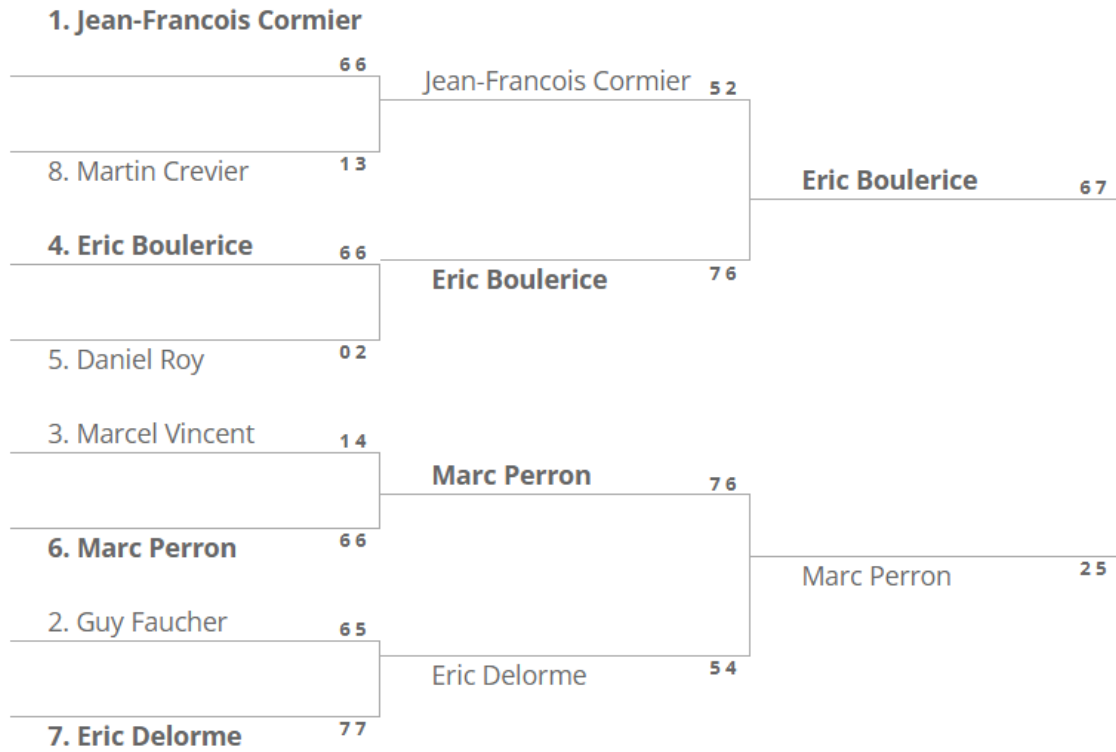 1. Jean-Francois Cormier
6 6
8. Martin Crevier
1 3
4. Eric Boulerice
6 6
5. Daniel Roy
0 2
3. Marcel Vincent
1 4
6. Marc Perron
6 6
2. Guy Faucher
6 5
7. Eric Delorme
7 7
Jean-Francois Cormier
5 2
Eric Boulerice
7 6
Marc Perron
7 6
Eric Delorme
5 4
Eric Boulerice
6 7
Marc Perron
2 5